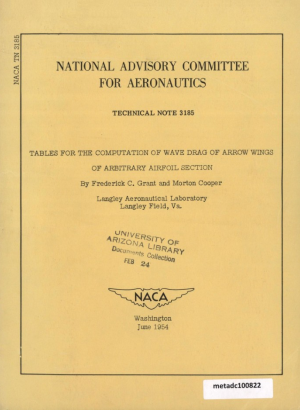 NACA TN 3185
NATIONAL ADVISORY COMMITTEE
FOR AERONAUTICS
TECHNICAL NOTE 3185
TABLES FOR THE COMPUTATION OF WAVE DRAG OF ARROW WINGS
OF ARBITRARY AIRFOIL SECTION
By Frederick C. Grant and Morton Cooper
Langley Aeronautical Laboratory
Langley Field, Va.
UNIVERSITY OF
ARIZONA LIBRARY
Documents Collection
FEB 24
NACA
Washington
June 1954
metadc100822